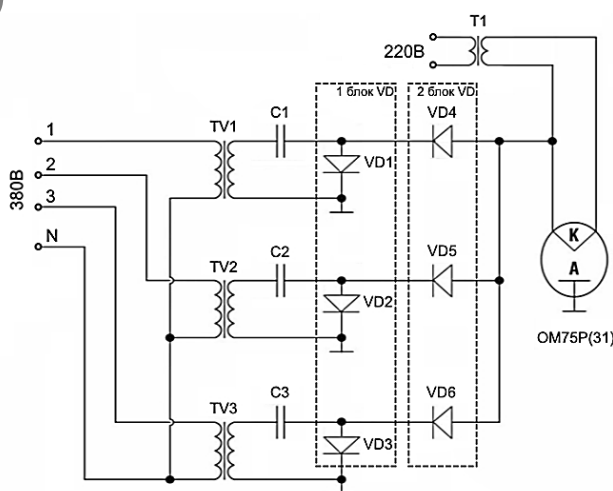 T1
220В
1 блок VD
2 блок VD
C1
VD4
TV1
1
VD1
380В
2
3
N
К
А
C2
VD5
TV2
VD2
ОМ75Р(31)
C3
VD6
TV3
VD3